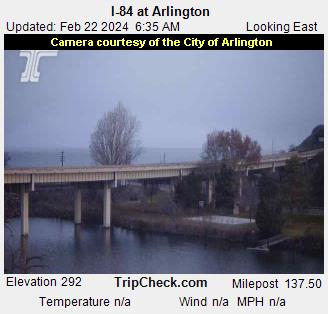 I-84 at Arlington
Updated: Feb 22 2024 6:35 AM Looking East
Camera courtesy of the City of Arlington
Elevation 292 TripCheck.com Milepost 137.50
Temperature n/a Wind n/a MPH n/a